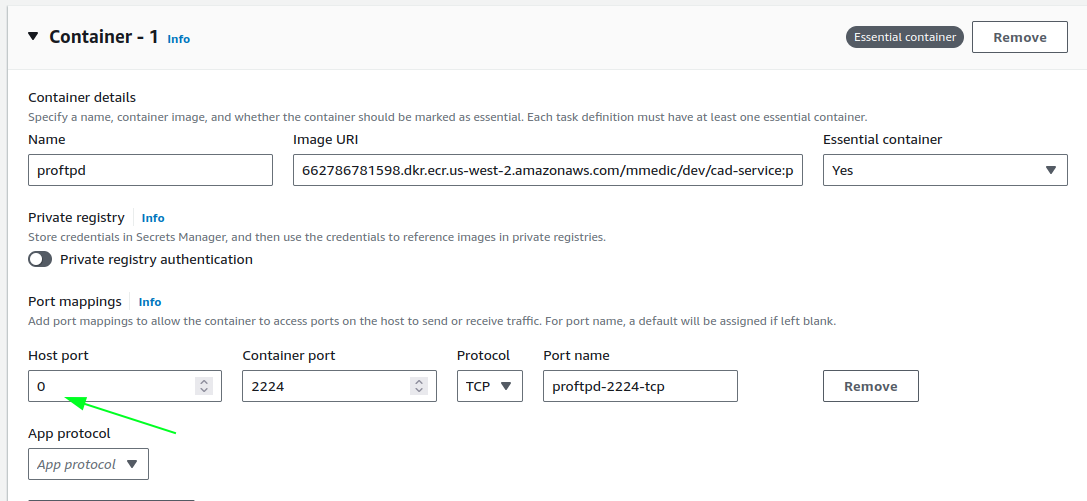 Container - 1 Info
Essential container
Remove
Container details
Specify a name, container image, and whether the container should be marked as essential. Each task definition must have at least one essential container.
Name
Image URI
Essential container
proftpd
662786781598.dkr.ecr.us-west-2.amazonaws.com/mmedic/dev/cad-service:p
Yes
Private registry Info
Store credentials in Secrets Manager, and then use the credentials to reference images in private registries.
Private registry authentication
Port mappings Info
Add port mappings to allow the container to access ports on the host to send or receive traffic. For port name, a default will be assigned if left blank.
Host port
Container port
Protocol
Port name
0
2224
TCP
proftpd-2224-tcp
Remove
App protocol
App protocol